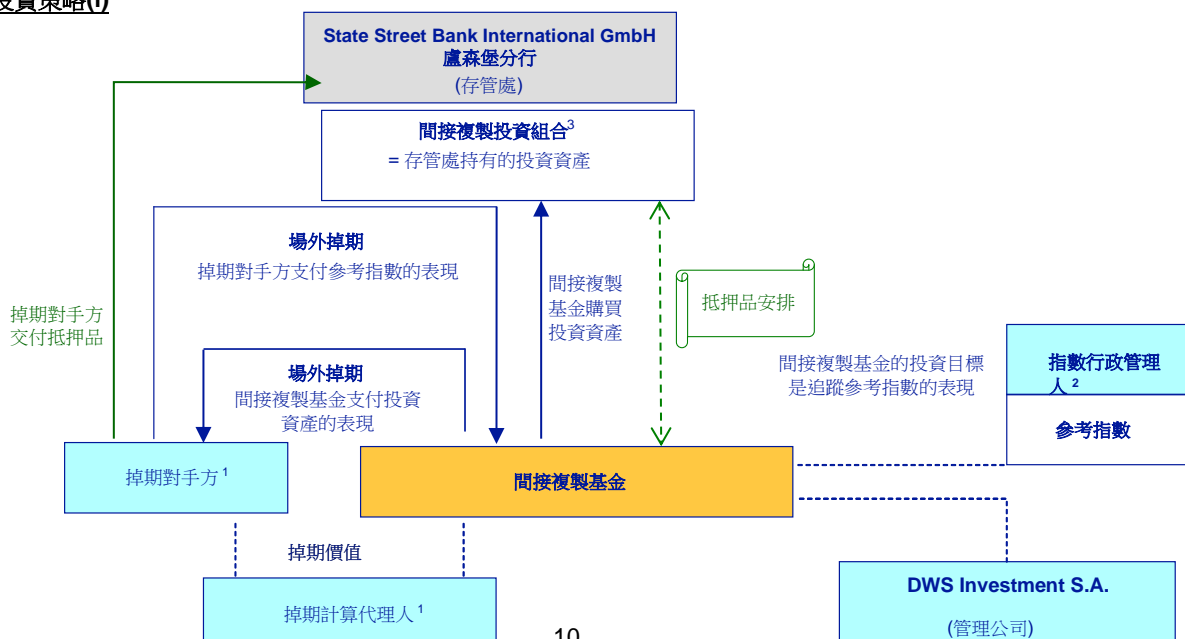 投資策略(i)
State Street Bank International GmbH
盧森堡分行
(存管處)
間接複製投資組合3
= 存管處持有的投資資產
場外掉期
掉期對手方支付參考指數的表現
間接複製
基金購買
投資資產
抵押品安排
掉期對手方
交付抵押品
場外掉期
間接複製基金支付投資
資產的表現
間接複製基金的投資目標
是追蹤參考指數的表現
指數行政管理
人 2
參考指數
掉期對手方 1
間接複製基金
掉期價值
掉期計算代理人 1
DWS Investment S.A.
(管理公司)
10